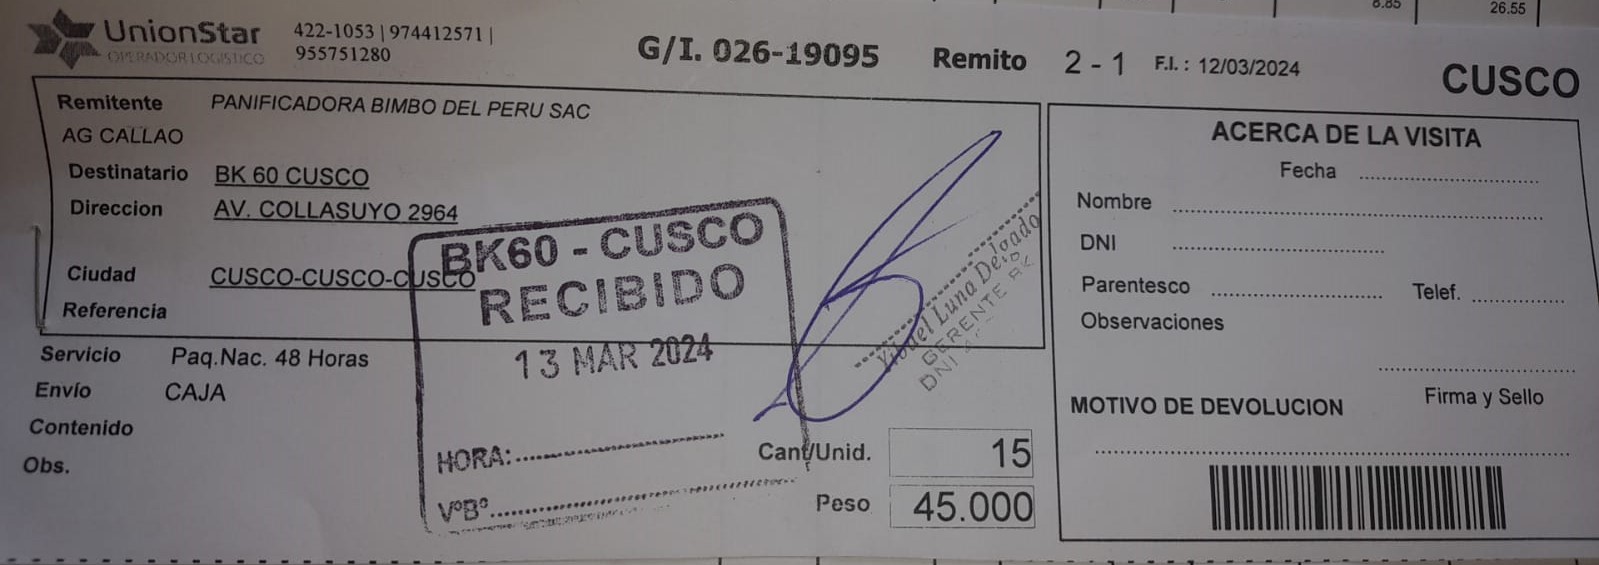 8.85
26.55
UnionStar
OPERADOR LOGISTICO
422-1053 | 974412571 |
955751280
G/I. 026-19095
Remito 2 - 1
F.I. : 12/03/2024
CUSCO
Remitente PANIFICADORA BIMBO DEL PERU SAC
AG CALLAO
Destinatario BK 60 CUSCO
Direccion AV. COLLASUYO 2964
Ciudad CUSCO-CUSCO-CUSCO
Referencia
Servicio Paq.Nac. 48 Horas
Envío CAJA
Contenido
Obs.
BK60 - CUSCO
RECIBIDO
13 MAR 2024
HORA:
VºBº
Luna Delgado
GERENTE
DNI
Cant/Unid. 15
Peso 45.000
ACERCA DE LA VISITA
Fecha
Nombre
DNI
Parentesco Telef.
Observaciones
Firma y Sello
MOTIVO DE DEVOLUCION